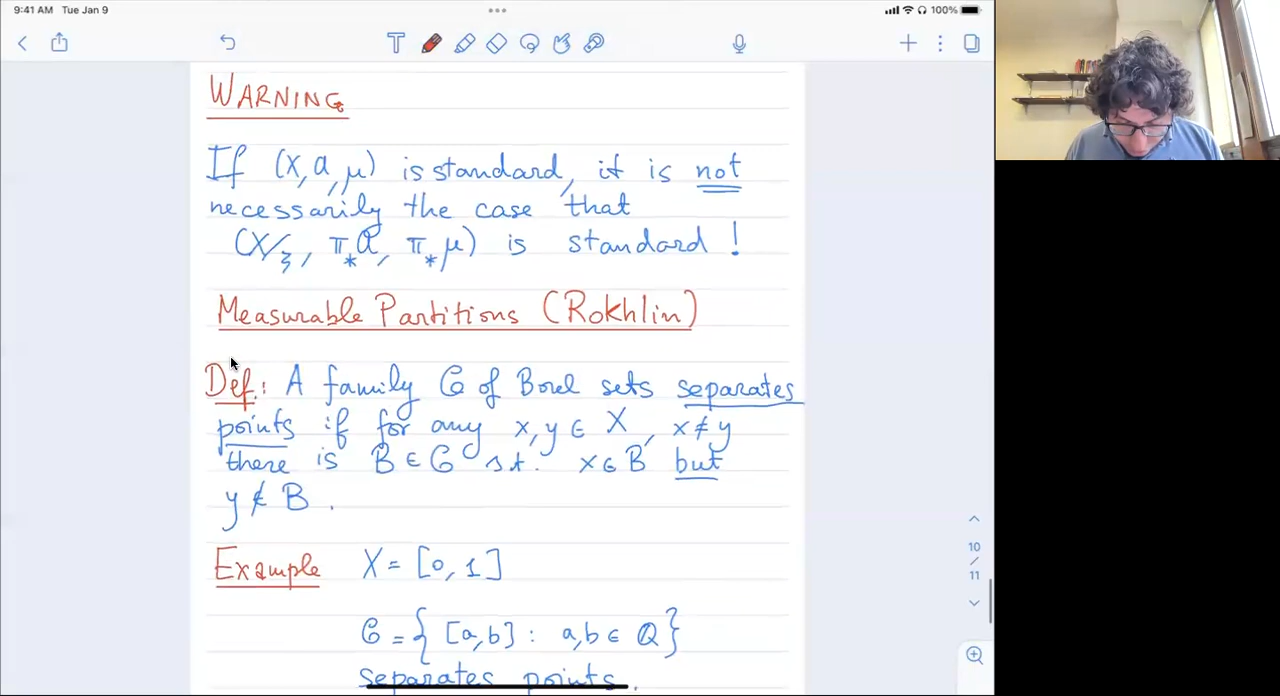 9:41 AM Tue Jan 9
100%
WARNING
If (X, a, μ) is standard, it is not
necessarily the case that
(X/ξ, π_*a, π_*μ) is standard !
Measurable Partitions (Rokhlin)
Def.: A family C of Borel sets separates
points if for any x, y ∈ X, x ≠ y
there is B ∈ C s.t. x ∈ B but
y ∉ B .
Example X = [0, 1]
C = { [a, b] : a, b ∈ Q }
separates points.
10
/
11